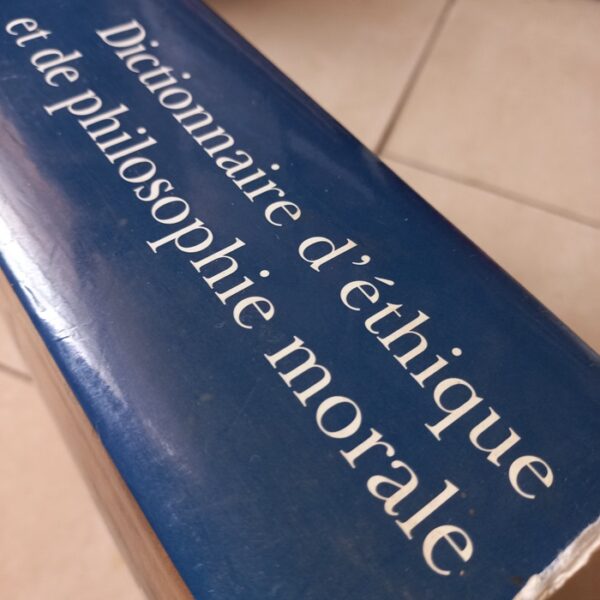 Dictionnaire d'éthique
et de philosophie morale